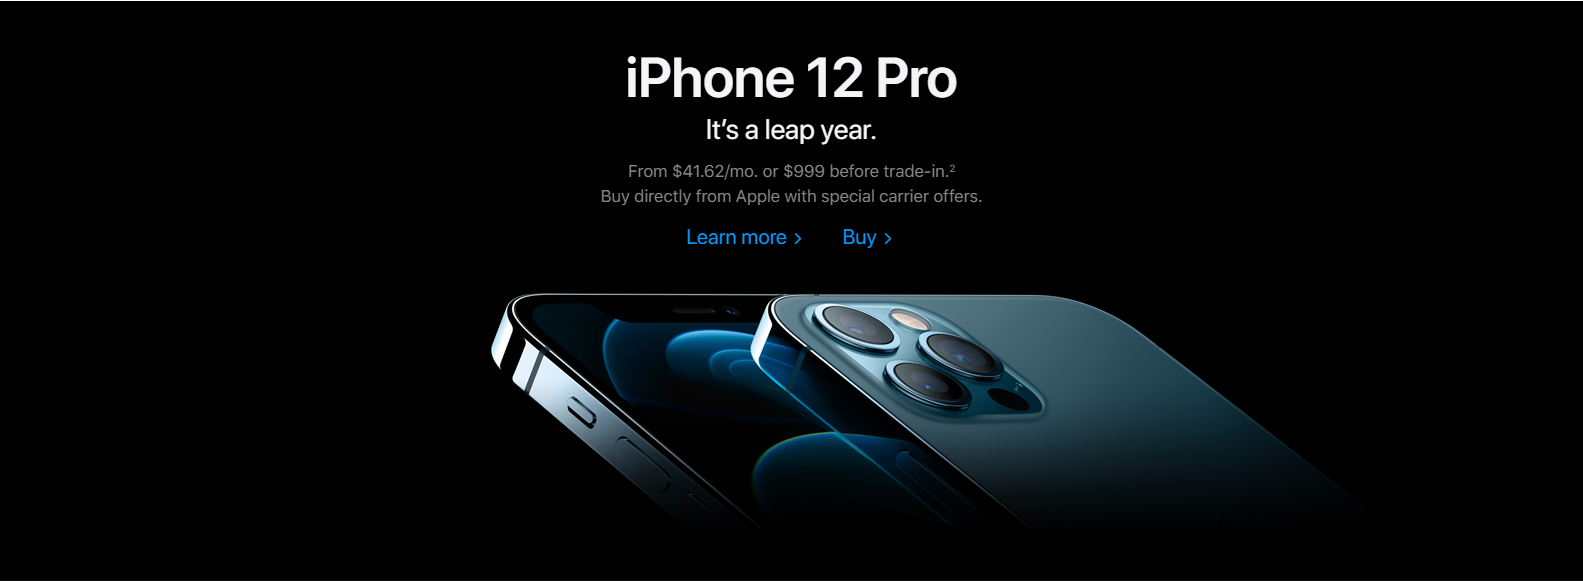 iPhone 12 Pro
It’s a leap year.
From $41.62/mo. or $999 before trade-in.²
Buy directly from Apple with special carrier offers.
Learn more >
Buy >